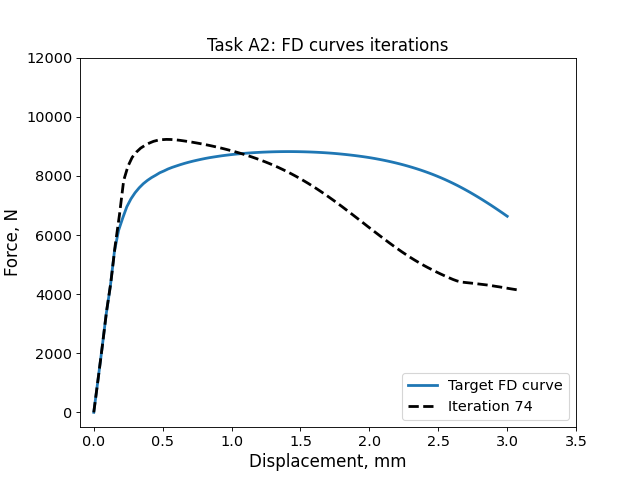 Task A2: FD curves iterations
12000
10000
8000
6000
4000
2000
0
Force, N
0.0 0.5 1.0 1.5 2.0 2.5 3.0 3.5
Displacement, mm
Target FD curve
Iteration 74